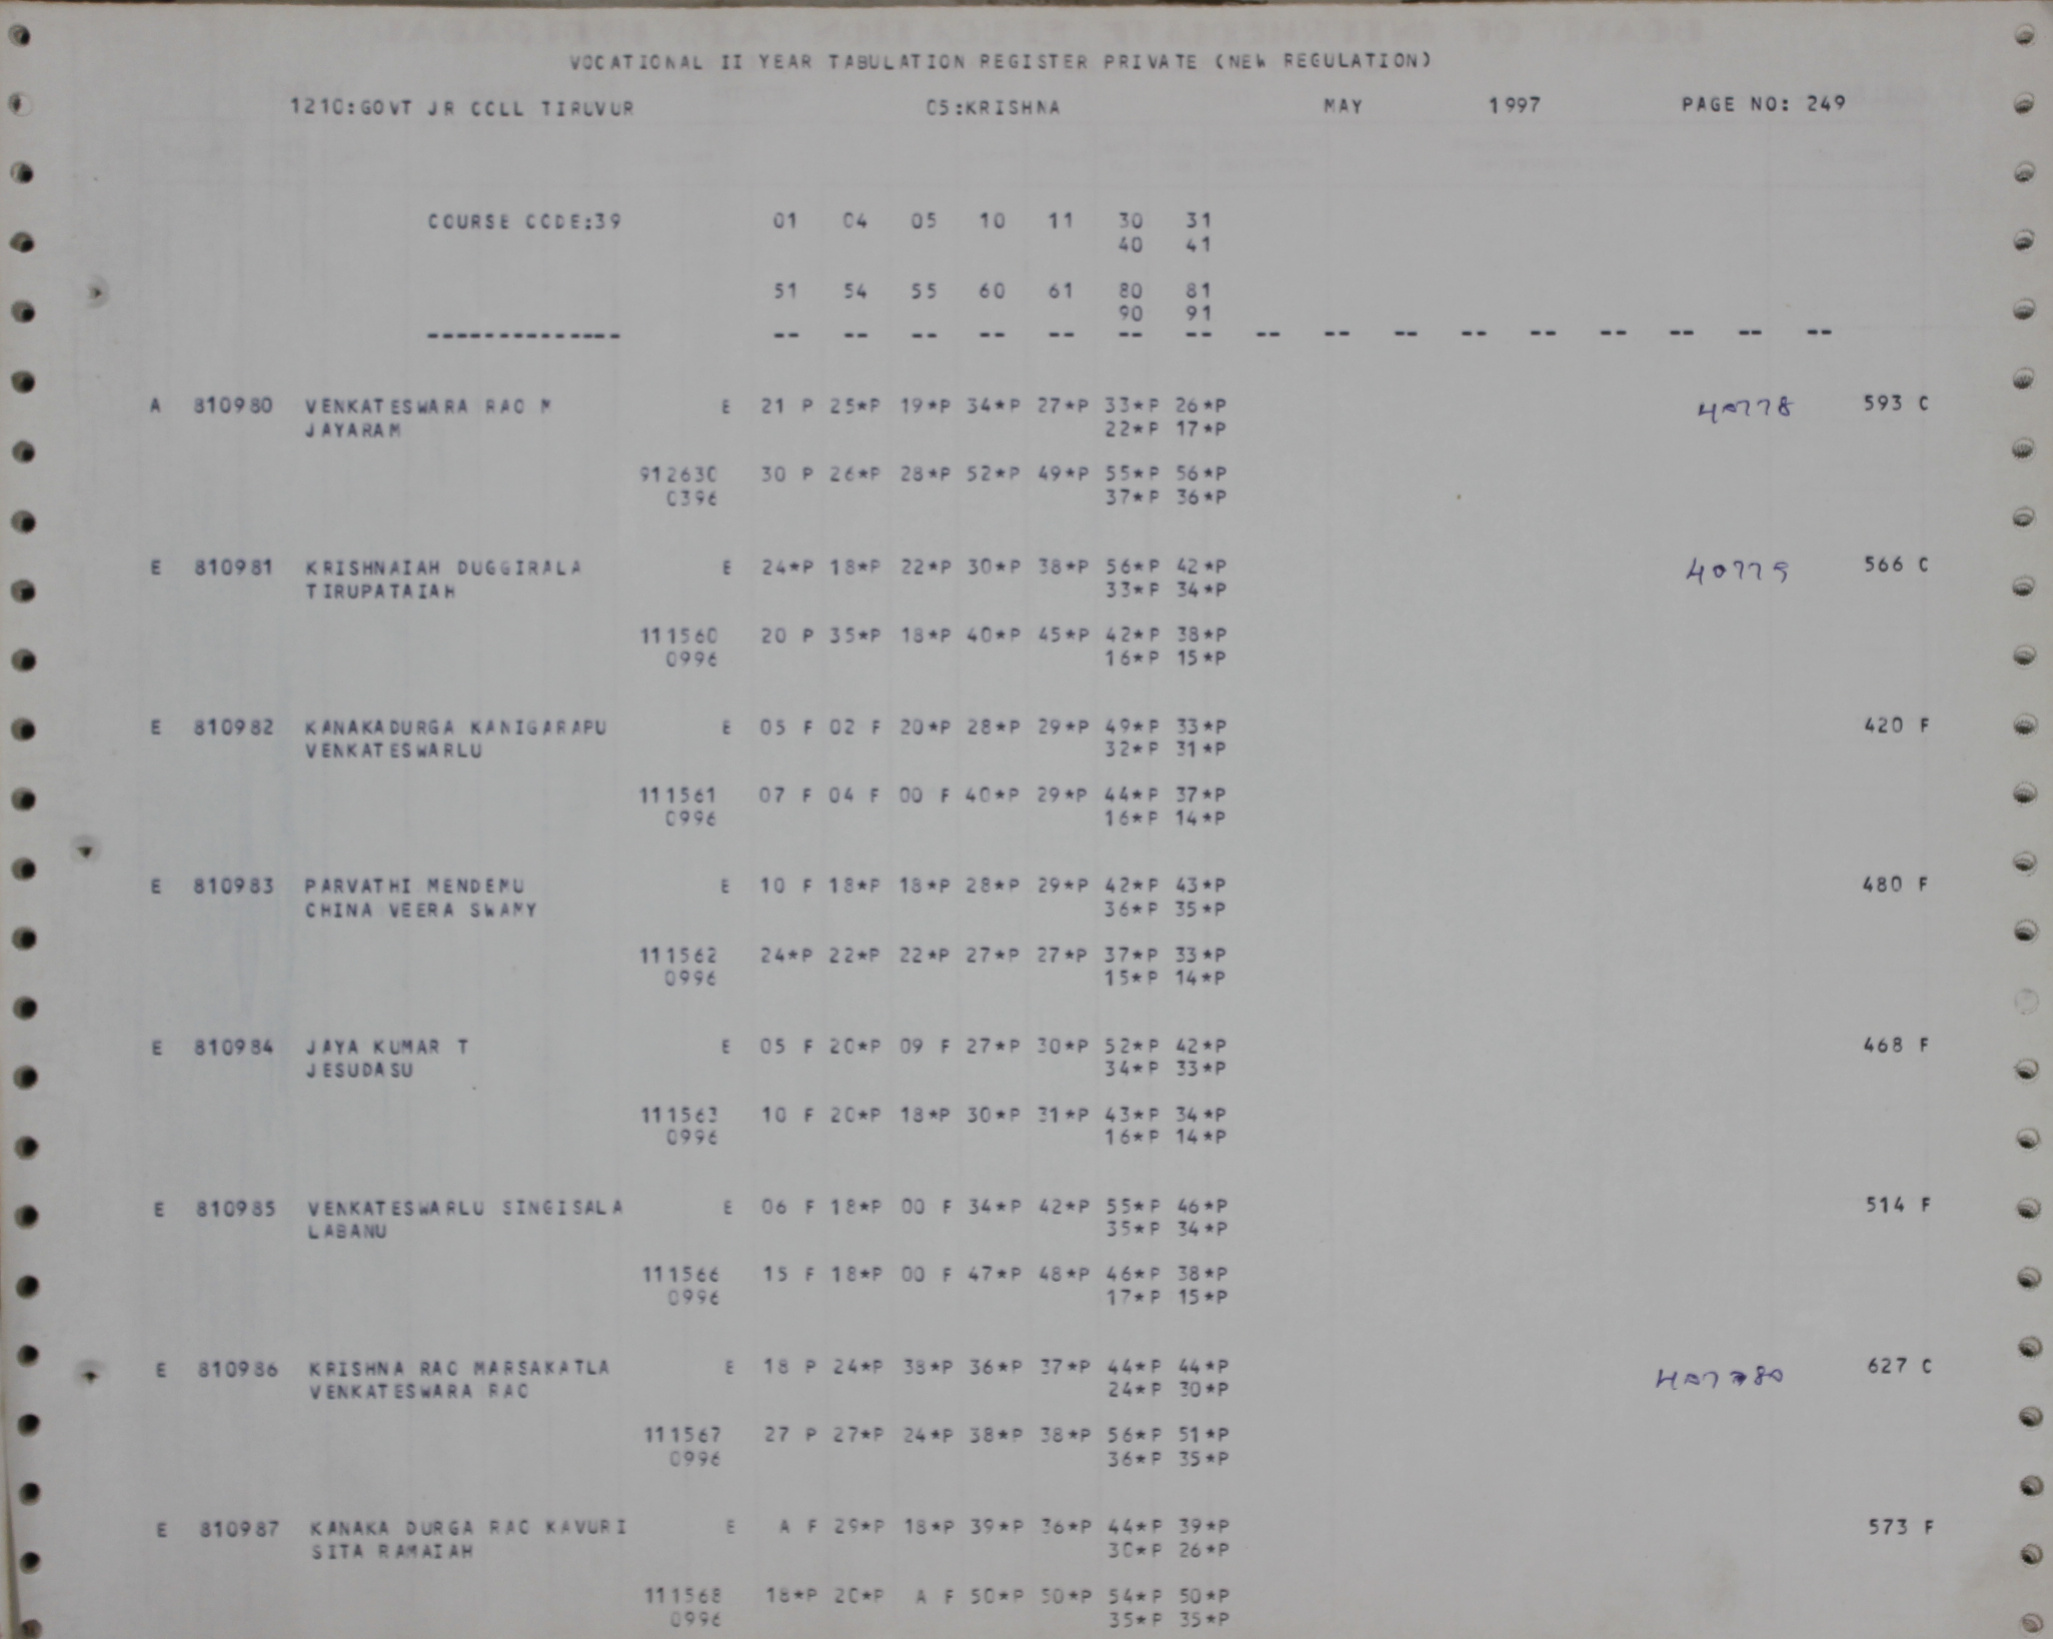 VOCATIONAL II YEAR TABULATION REGISTER PRIVATE (NEW REGULATION)
1210:GOVT JR COLL TIRUVUR 05:KRISHNA MAY 1997 PAGE NO: 249
COURSE CODE:39 01 04 05 10 11 30 31
40 41
51 54 55 60 61 80 81
90 91
-------------- -- -- -- -- -- -- -- -- -- -- -- -- -- -- -- --
A 810980 VENKATESWARA RAO M E 21 P 25*P 19*P 34*P 27*P 33*P 26*P 40778 593 C
JAYARAM 22*P 17*P
912630 30 P 26*P 28*P 52*P 49*P 55*P 56*P
0396 37*P 36*P
E 810981 KRISHNAIAH DUGGIRALA E 24*P 18*P 22*P 30*P 38*P 56*P 42*P 40779 566 C
TIRUPATAIAH 33*P 34*P
111560 20 P 35*P 18*P 40*P 45*P 42*P 38*P
0996 16*P 15*P
E 810982 KANAKADURGA KANIGARAPU E 05 F 02 F 20*P 28*P 29*P 49*P 33*P 420 F
VENKATESWARLU 32*P 31*P
111561 07 F 04 F 00 F 40*P 29*P 44*P 37*P
0996 16*P 14*P
E 810983 PARVATHI MENDEMU E 10 F 18*P 18*P 28*P 29*P 42*P 43*P 480 F
CHINA VEERA SWAMY 36*P 35*P
111562 24*P 22*P 22*P 27*P 27*P 37*P 33*P
0996 15*P 14*P
E 810984 JAYA KUMAR T E 05 F 20*P 09 F 27*P 30*P 52*P 42*P 468 F
JESUDASU 34*P 33*P
111563 10 F 20*P 18*P 30*P 31*P 43*P 34*P
0996 16*P 14*P
E 810985 VENKATESWARLU SINGISALA E 06 F 18*P 00 F 34*P 42*P 55*P 46*P 514 F
LABANU 35*P 34*P
111566 15 F 18*P 00 F 47*P 48*P 46*P 38*P
0996 17*P 15*P
E 810986 KRISHNA RAO MARSAKATLA E 18 P 24*P 38*P 36*P 37*P 44*P 44*P 627 C
VENKATESWARA RAO 24*P 30*P
111567 27 P 27*P 24*P 38*P 38*P 56*P 51*P
0996 36*P 35*P
E 810987 KANAKA DURGA RAO KAVURI E A F 29*P 18*P 39*P 36*P 44*P 39*P 573 F
SITA RAMAIAH 30*P 26*P
111568 18*P 20*P A F 50*P 50*P 54*P 50*P
0996 35*P 35*P